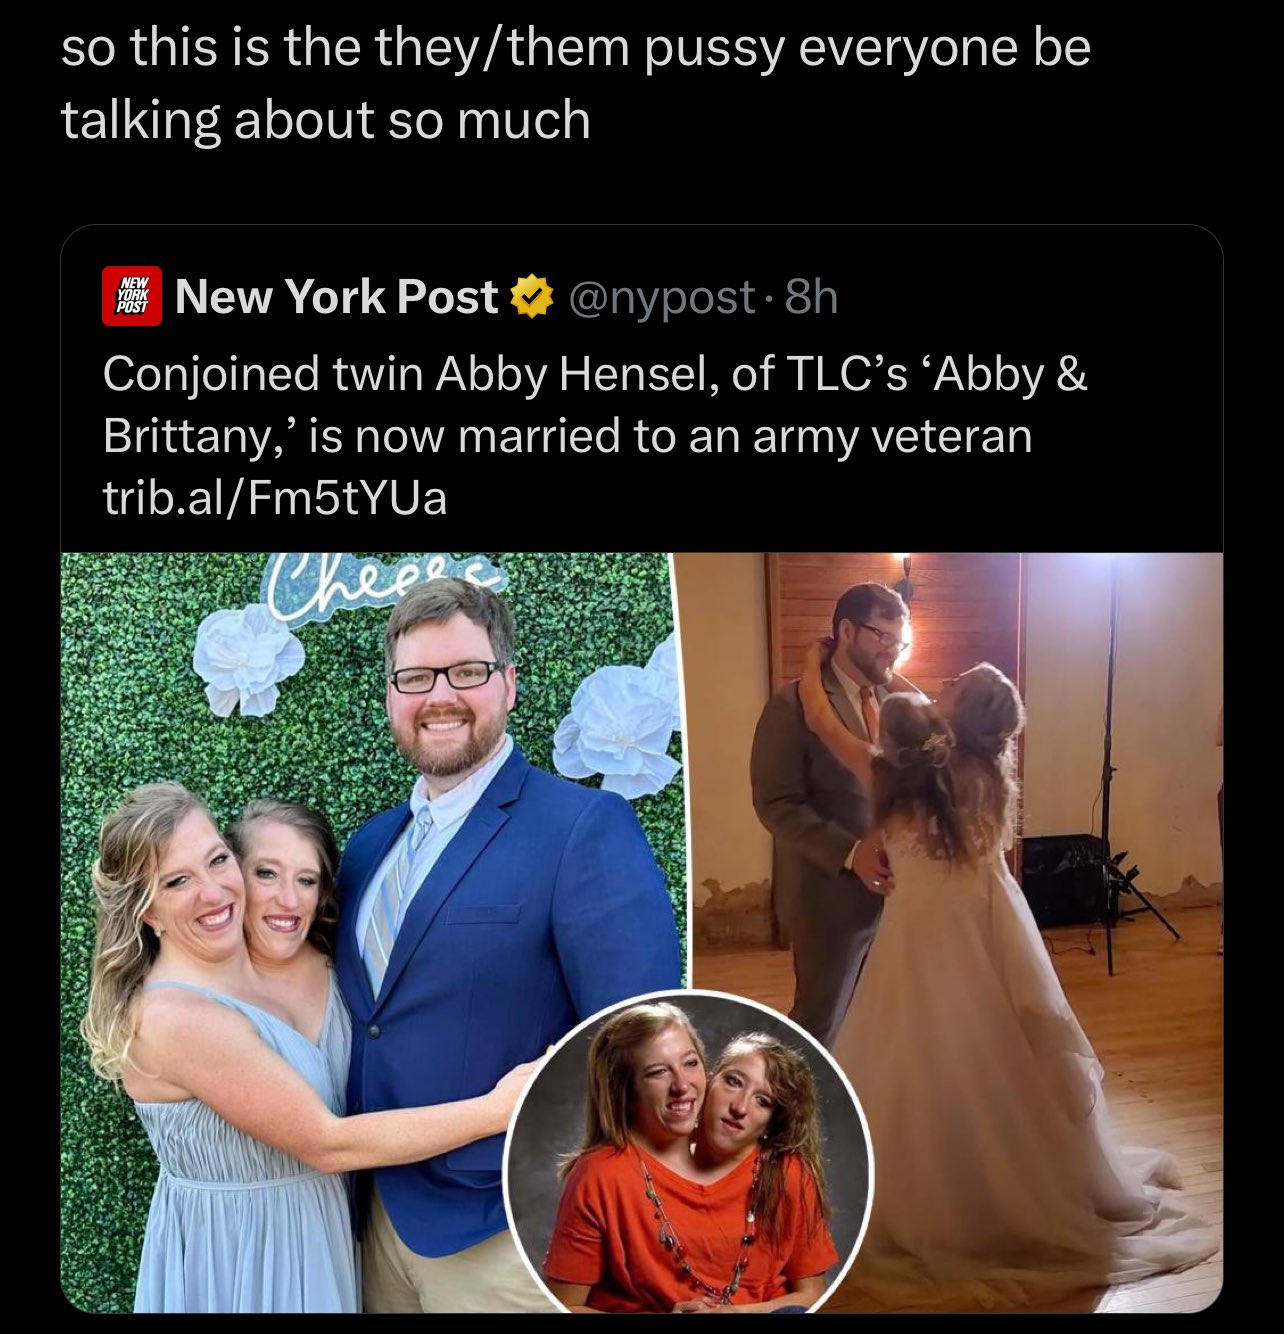 so this is the they/them pussy everyone be
talking about so much
NEW
YORK
POST
New York Post @nypost · 8h
Conjoined twin Abby Hensel, of TLC’s ‘Abby &
Brittany,’ is now married to an army veteran
trib.al/Fm5tYUa
Cheers